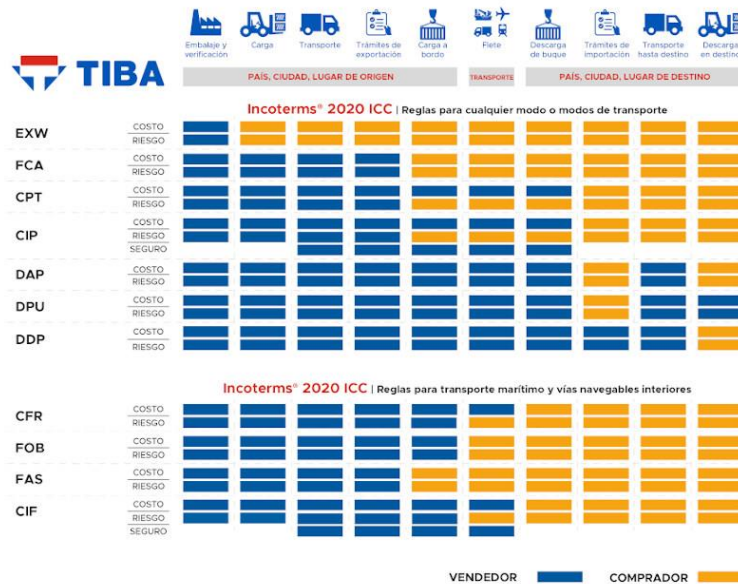 Embalaje y verificación
Carga
Transporte
Trámites de exportación
Carga a bordo
Flete
Descarga de buque
Trámites de importación
Transporte hasta destino
Descarga en
TIBA
PAÍS, CIUDAD, LUGAR DE ORIGEN
TRANSPORTE
PAÍS, CIUDAD, LUGAR DE DESTINO
Incoterms® 2020 ICC | Reglas para cualquier modo o modos de transporte
EXW
COSTO
RIESGO
FCA
COSTO
RIESGO
CPT
COSTO
RIESGO
CIP
COSTO
RIESGO
SEGURO
DAP
COSTO
RIESGO
DPU
COSTO
RIESGO
DDP
COSTO
RIESGO
Incoterms® 2020 ICC | Reglas para transporte marítimo y vías navegables interiores
CFR
COSTO
RIESGO
FOB
COSTO
RIESGO
FAS
COSTO
RIESGO
CIF
COSTO
RIESGO
SEGURO
VENDEDOR
COMPRADOR